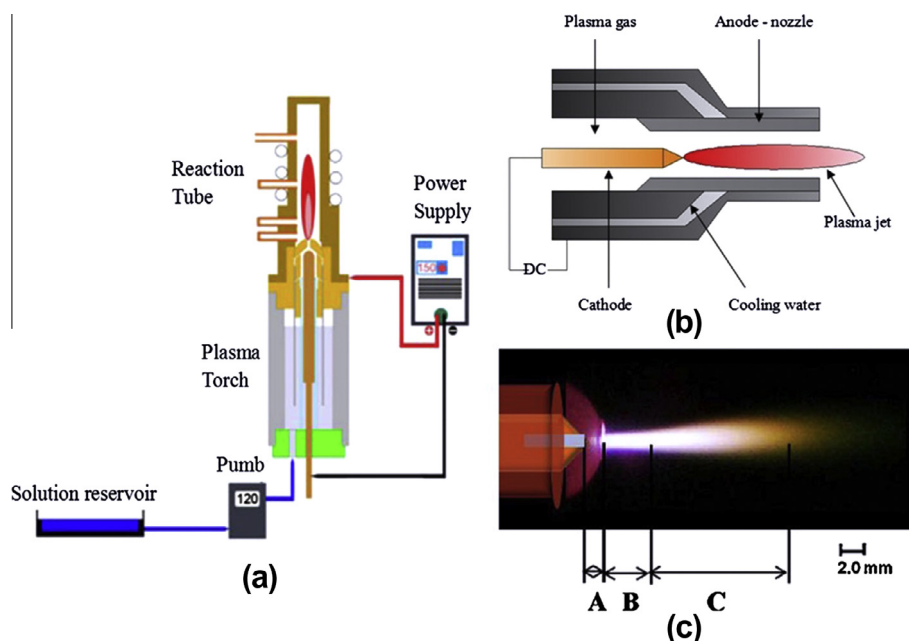 Reaction
Tube
Power
Supply
150
Plasma
Torch
Pumb
120
Solution reservoir
(a)
Plasma gas
Anode - nozzle
DC
Plasma jet
Cathode
Cooling water
(b)
2.0 mm
A
B
C
(c)